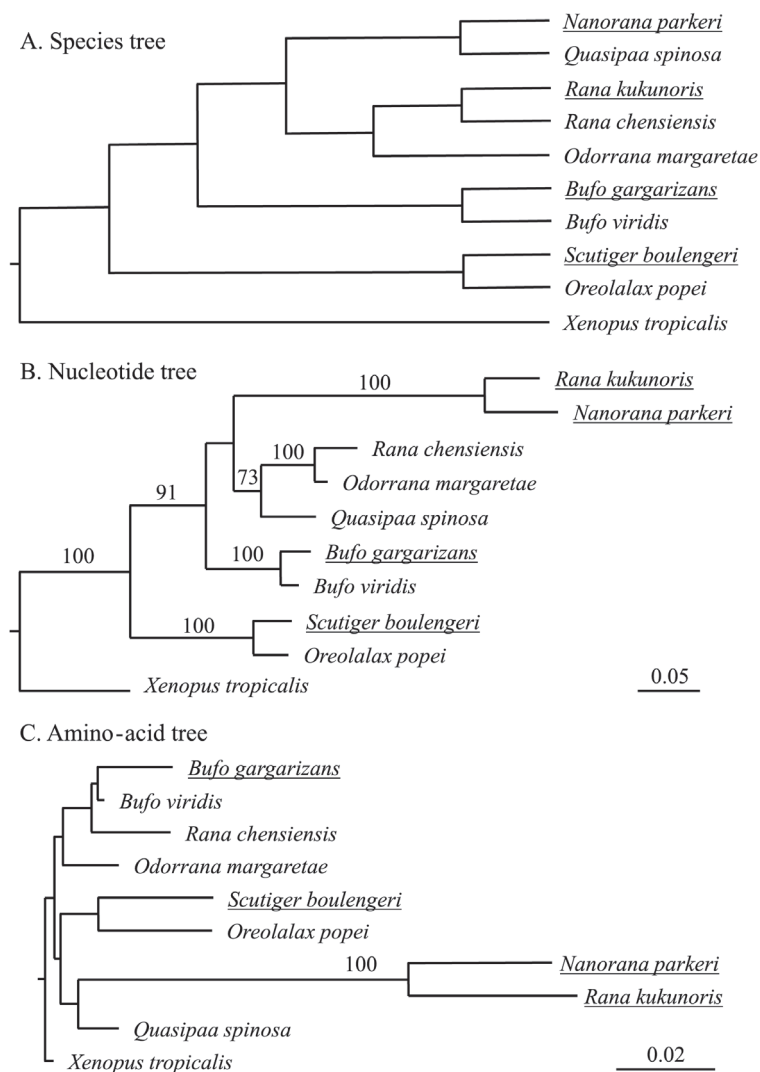 A. Species tree
Nanorana parkeri
Quasipaa spinosa
Rana kukunoris
Rana chensiensis
Odorrana margaretae
Bufo gargarizans
Bufo viridis
Scutiger boulengeri
Oreolalax popei
Xenopus tropicalis
B. Nucleotide tree
100
Rana kukunoris
Nanorana parkeri
100
Rana chensiensis
73
Odorrana margaretae
91
Quasipaa spinosa
100
Bufo gargarizans
100
Bufo viridis
100
Scutiger boulengeri
Oreolalax popei
Xenopus tropicalis
0.05
C. Amino-acid tree
Bufo gargarizans
Bufo viridis
Rana chensiensis
Odorrana margaretae
Scutiger boulengeri
Oreolalax popei
100
Nanorana parkeri
Rana kukunoris
Quasipaa spinosa
Xenopus tropicalis
0.02